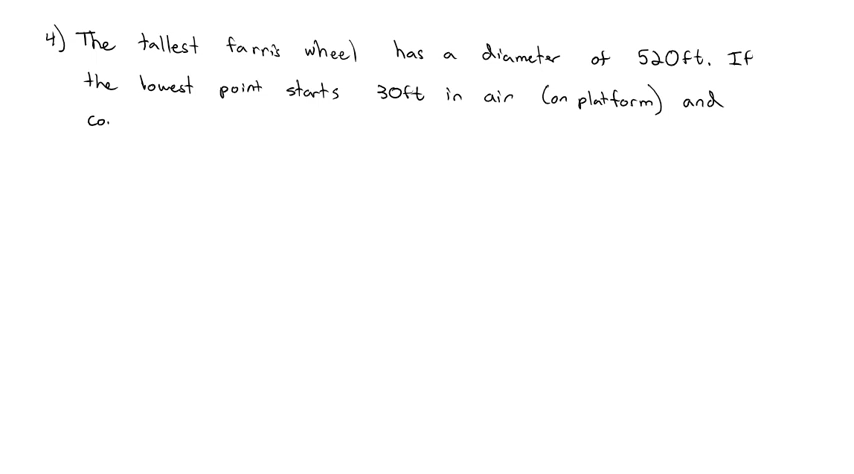 4) The tallest farris wheel has a diameter of 520ft. If
the lowest point starts 30ft in air (on platform) and
co.